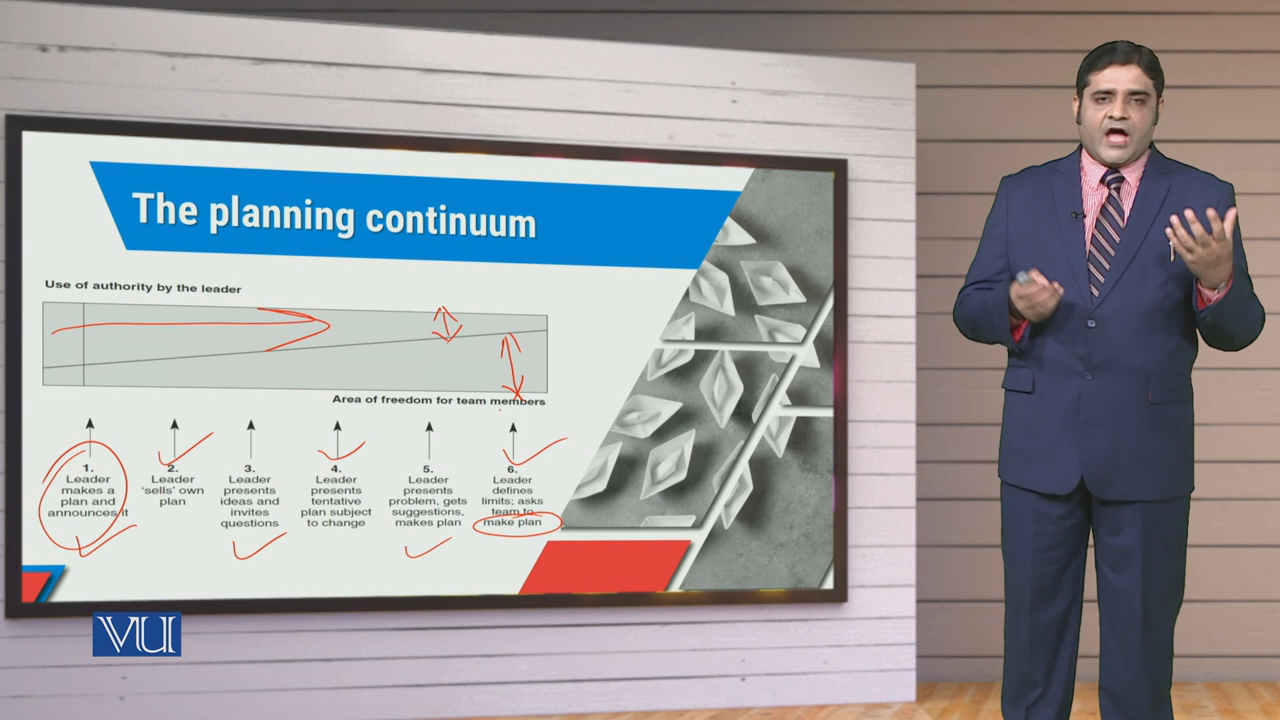 The planning continuum
Use of authority by the leader
Area of freedom for team members
1.
Leader
makes a
plan and
announces it
2.
Leader
‘sells’ own
plan
3.
Leader
presents
ideas and
invites
questions
4.
Leader
presents
tentative
plan subject
to change
5.
Leader
presents
problem, gets
suggestions,
makes plan
6.
Leader
defines
limits; asks
team to
make plan
VU